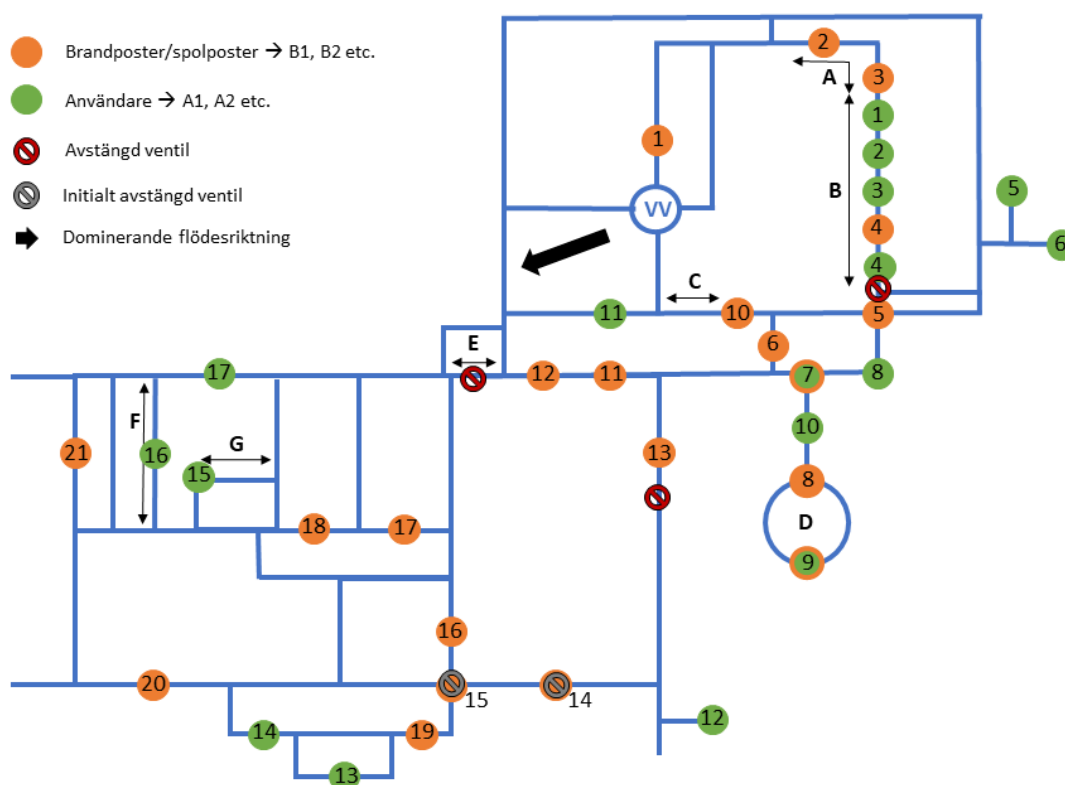 Brandposter/spolposter → B1, B2 etc.
Användare → A1, A2 etc.
Avstängd ventil
Initialt avstängd ventil
Dominerande flödesriktning
2
A
3
1
1
2
B
3
5
VV
4
6
4
C
11
10
5
6
E
17
12
11
7
8
F
10
21
16
G
13
15
8
D
18
17
9
16
20
15
14
12
14
19
13